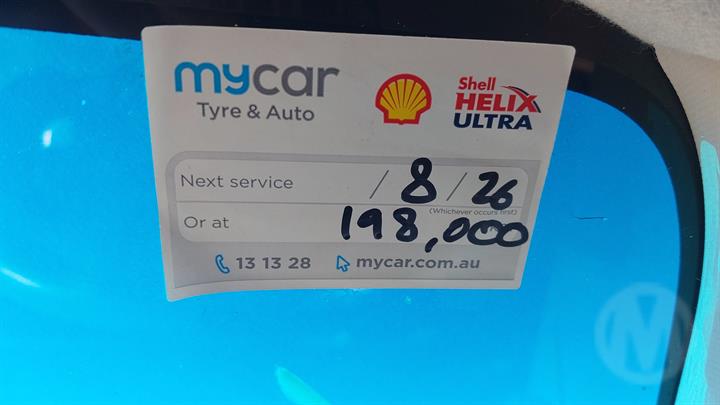 mycar
Tyre & Auto
Shell
HELIX
ULTRA
Next service / 8 / 26
(Whichever occurs first)
Or at 198,000
13 13 28 mycar.com.au
M